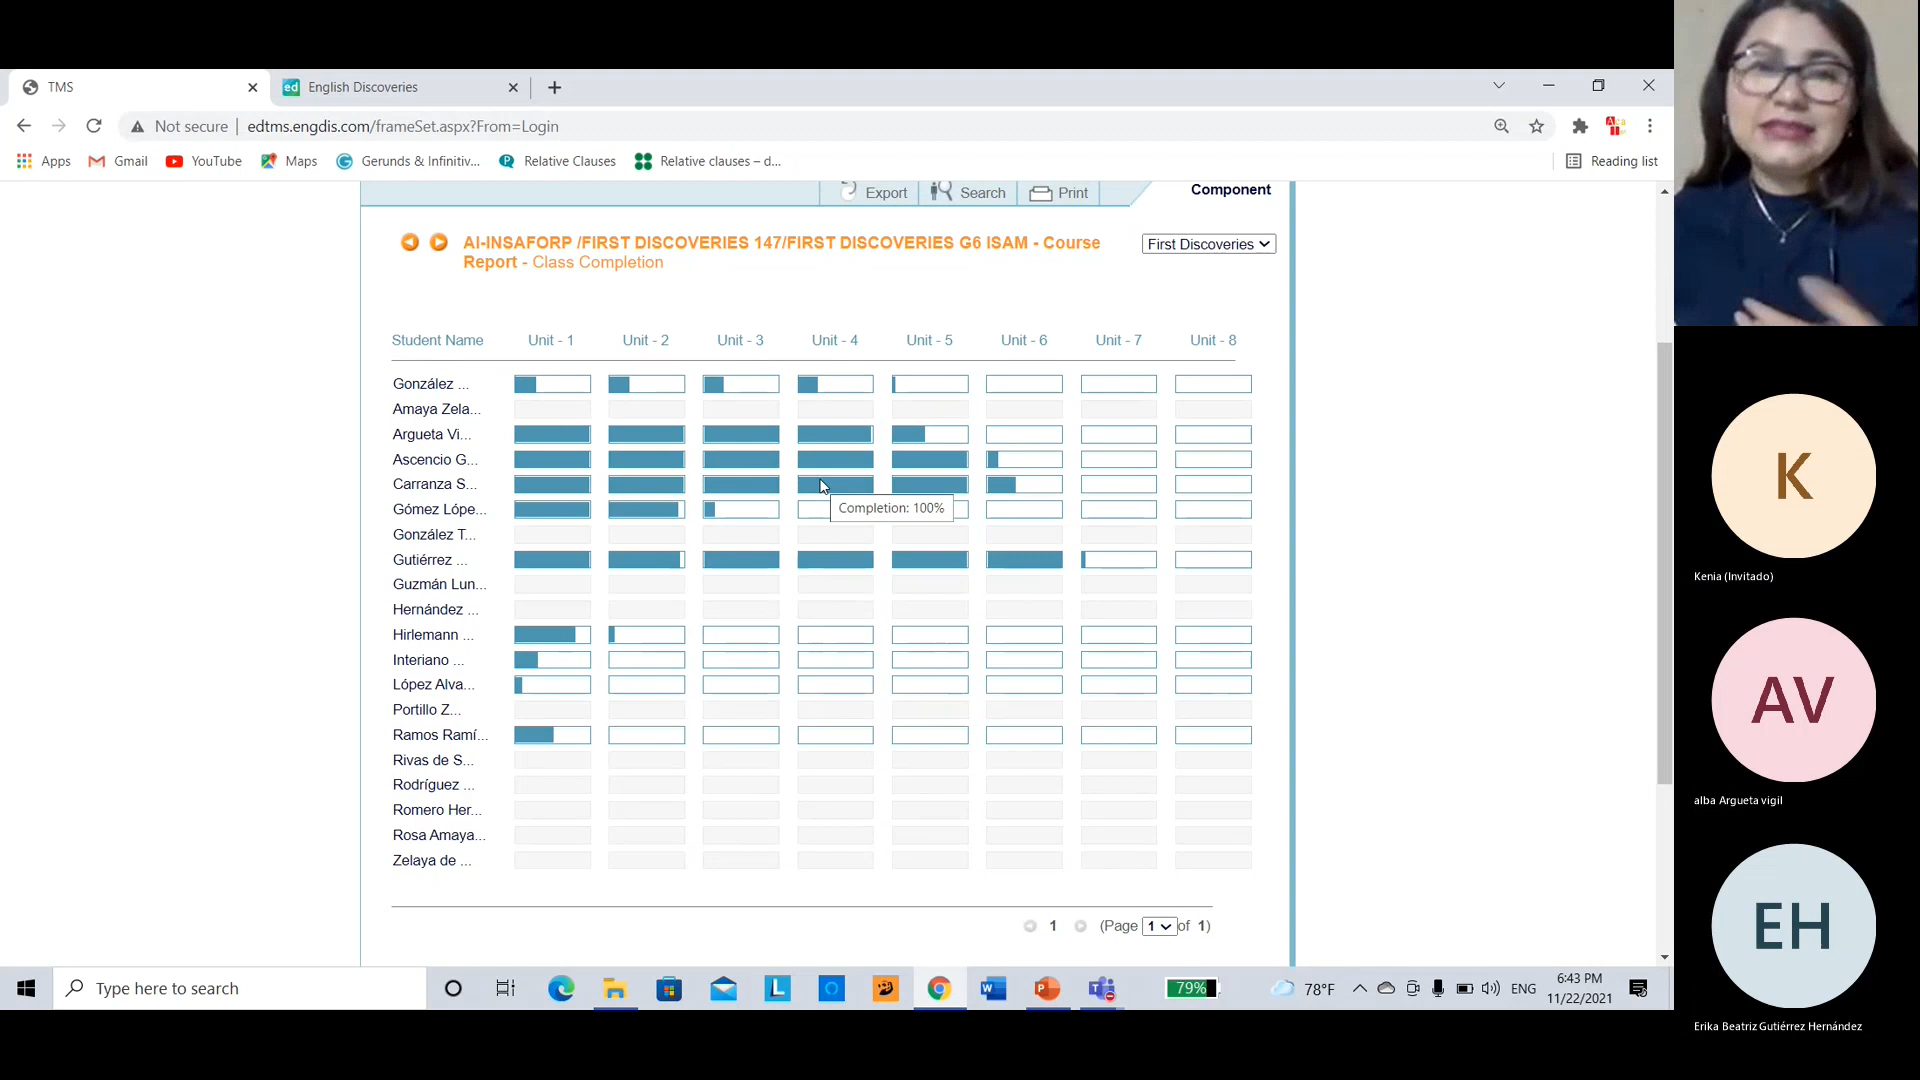 TMS
ed English Discoveries
Not secure | edtms.engdis.com/frameSet.aspx?From=Login
Apps Gmail YouTube Maps Gerunds & Infinitiv... Relative Clauses Relative clauses – d... Reading list
Export Search Print Component
AI-INSAFORP /FIRST DISCOVERIES 147/FIRST DISCOVERIES G6 ISAM - Course
Report - Class Completion
First Discoveries
Student Name Unit - 1 Unit - 2 Unit - 3 Unit - 4 Unit - 5 Unit - 6 Unit - 7 Unit - 8
González ...
Amaya Zela...
Argueta Vi...
Ascencio G...
Carranza S...
Completion: 100%
Gómez Lópe...
González T...
Gutiérrez ...
Guzmán Lun...
Hernández ...
Hirlemann ...
Interiano ...
López Alva...
Portillo Z...
Ramos Ramí...
Rivas de S...
Rodríguez ...
Romero Her...
Rosa Amaya...
Zelaya de ...
1 (Page 1 of 1)
Type here to search
79%
78°F
ENG
6:43 PM
11/22/2021
K
Kenia (Invitado)
AV
alba Argueta vigil
EH
Erika Beatriz Gutiérrez Hernández